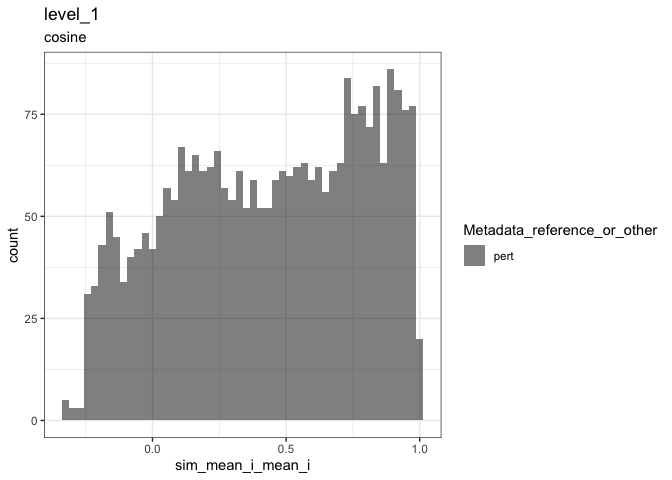 level_1
cosine
75
50
25
0
count
0.0 0.5 1.0
sim_mean_i_mean_i
Metadata_reference_or_other
pert